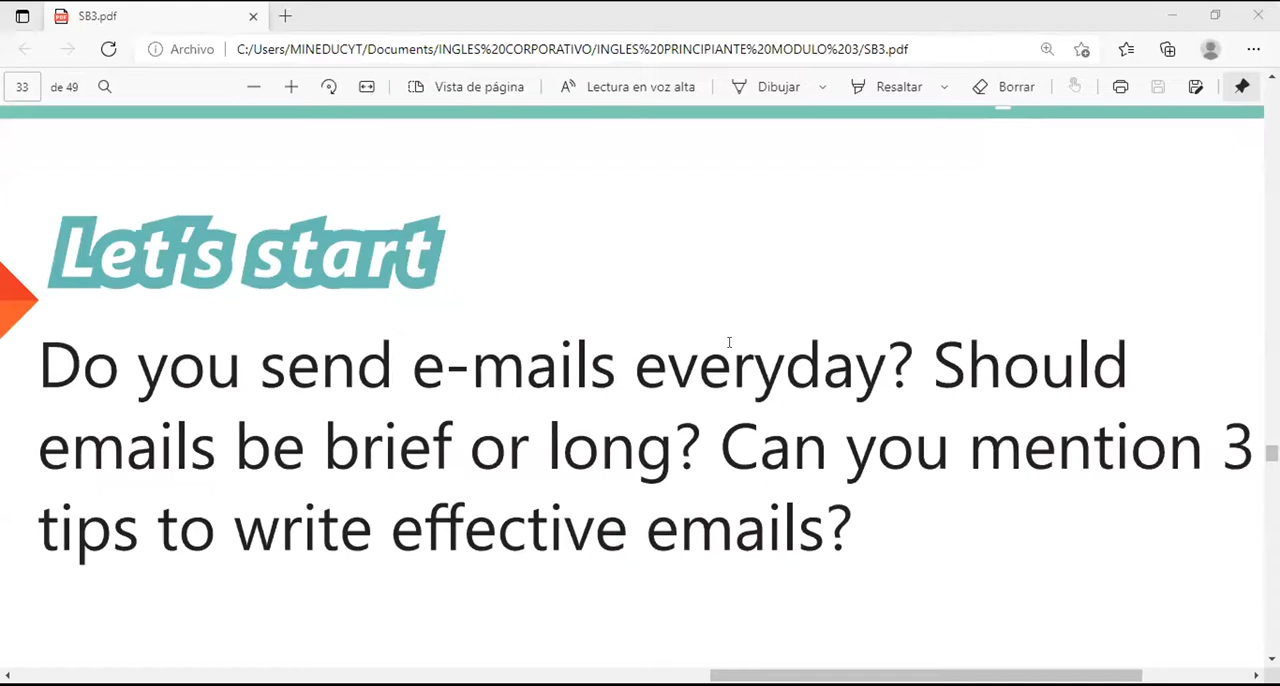 SB3.pdf
Archivo
C:/Users/MINEDUCYT/Documents/INGLES%20CORPORATIVO/INGLES%20PRINCIPIANTE%20MODULO%203/SB3.pdf
33 de 49
Vista de página
Lectura en voz alta
Dibujar
Resaltar
Borrar
Let's start
Do you send e-mails everyday? Should
emails be brief or long? Can you mention 3
tips to write effective emails?